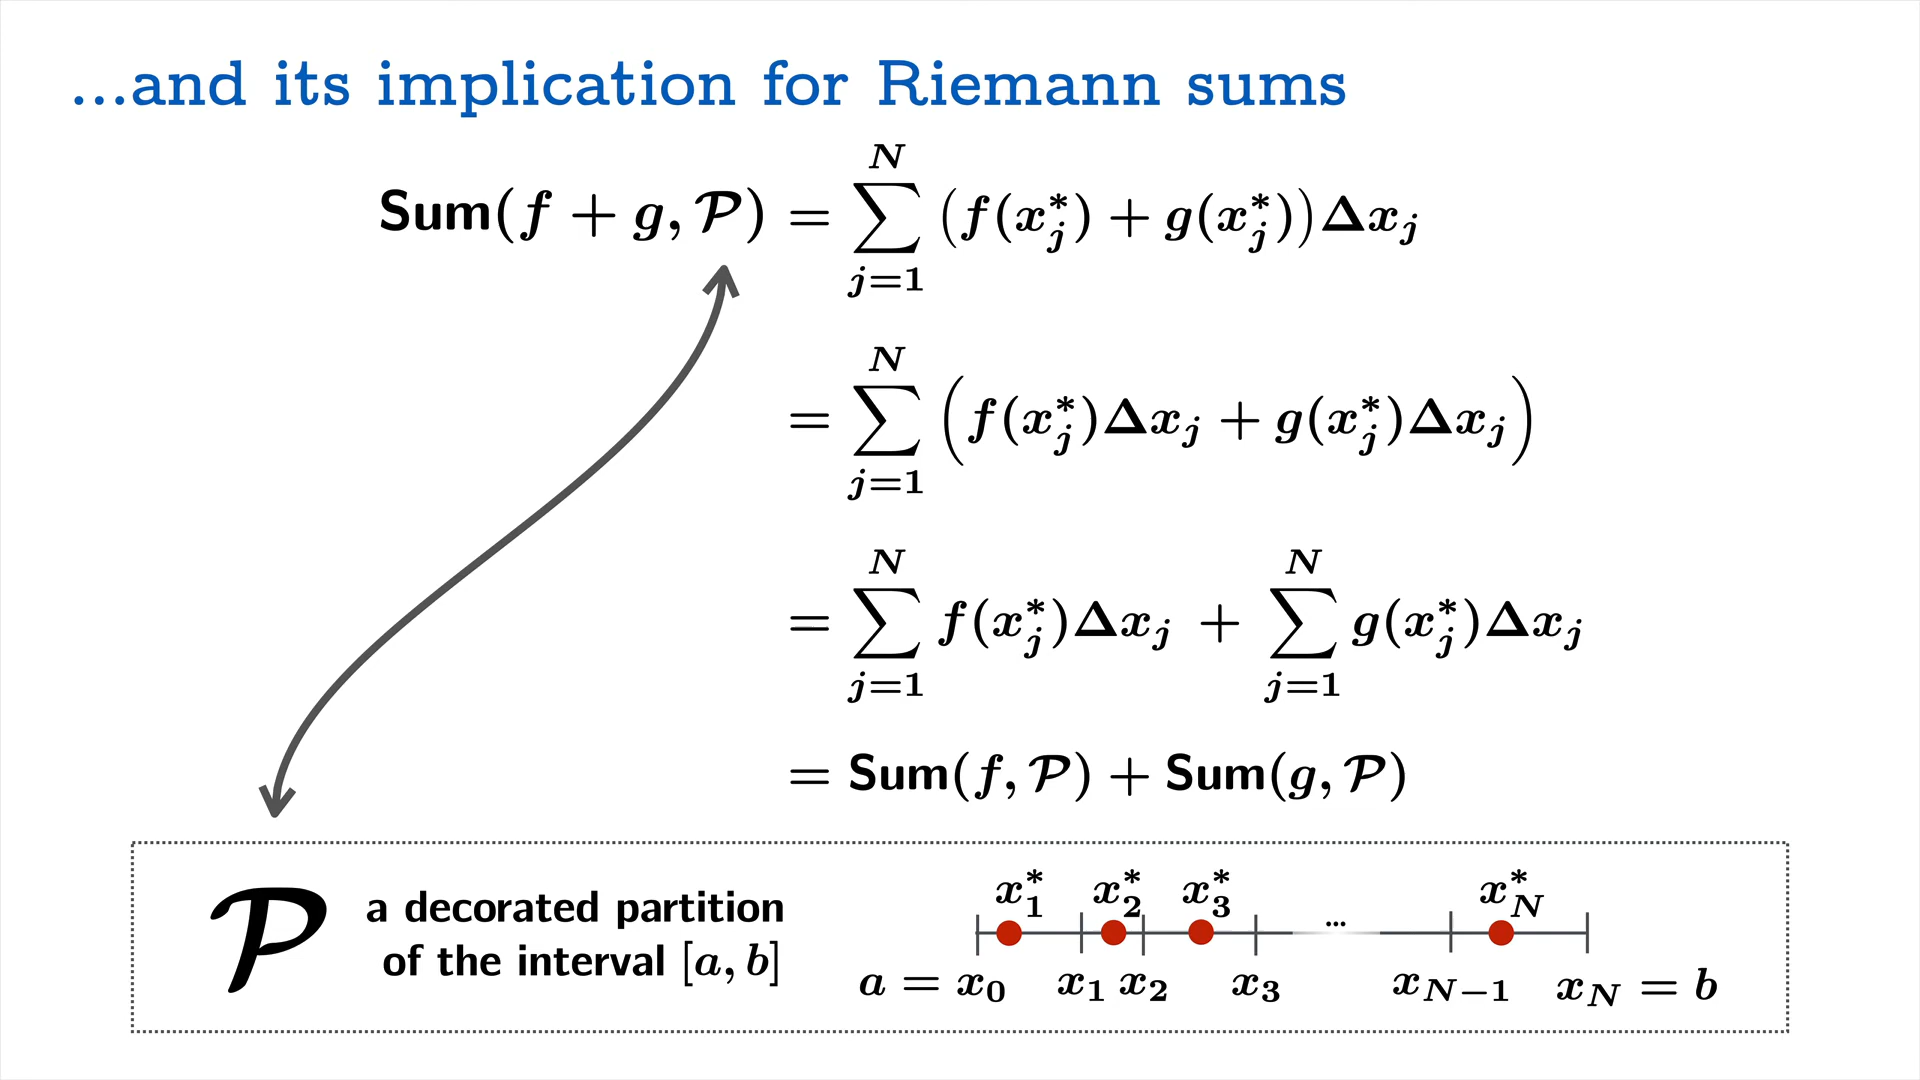 ...and its implication for Riemann sums
Sum(f + g, 𝒫) = ∑_{j=1}^{N} (f(x_j^*) + g(x_j^*))Δx_j
= ∑_{j=1}^{N} (f(x_j^*)Δx_j + g(x_j^*)Δx_j)
= ∑_{j=1}^{N} f(x_j^*)Δx_j + ∑_{j=1}^{N} g(x_j^*)Δx_j
= Sum(f, 𝒫) + Sum(g, 𝒫)
𝒫 a decorated partition
of the interval [a, b]
x_1^* x_2^* x_3^* ... x_N^*
a = x_0 x_1 x_2 x_3 x_{N−1} x_N = b